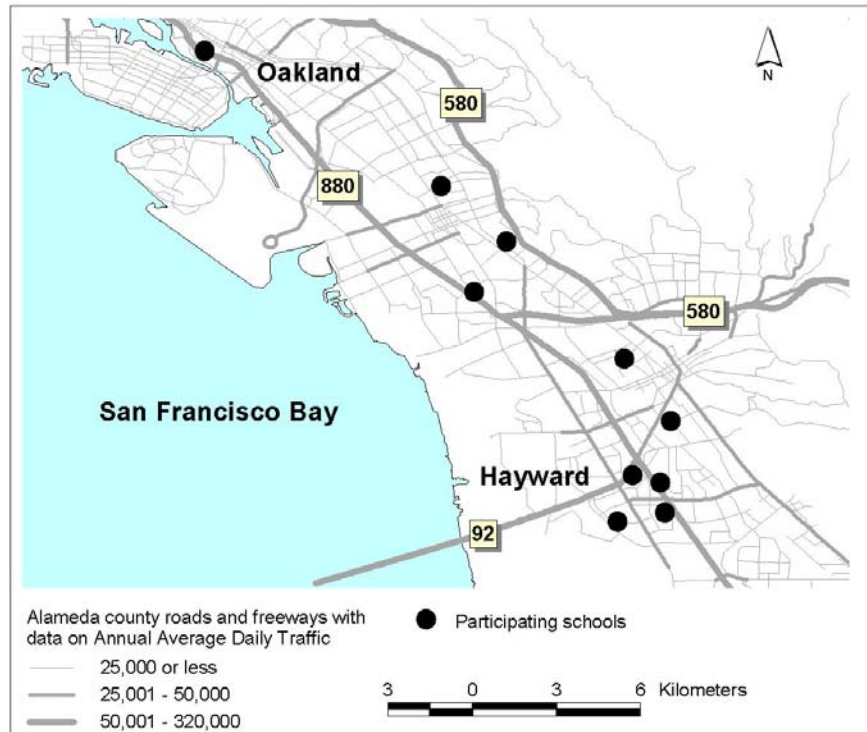 Oakland
N
580
880
580
San Francisco Bay
Hayward
92
Alameda county roads and freeways with
data on Annual Average Daily Traffic
Participating schools
25,000 or less
25,001 - 50,000
50,001 - 320,000
3 0 3 6 Kilometers